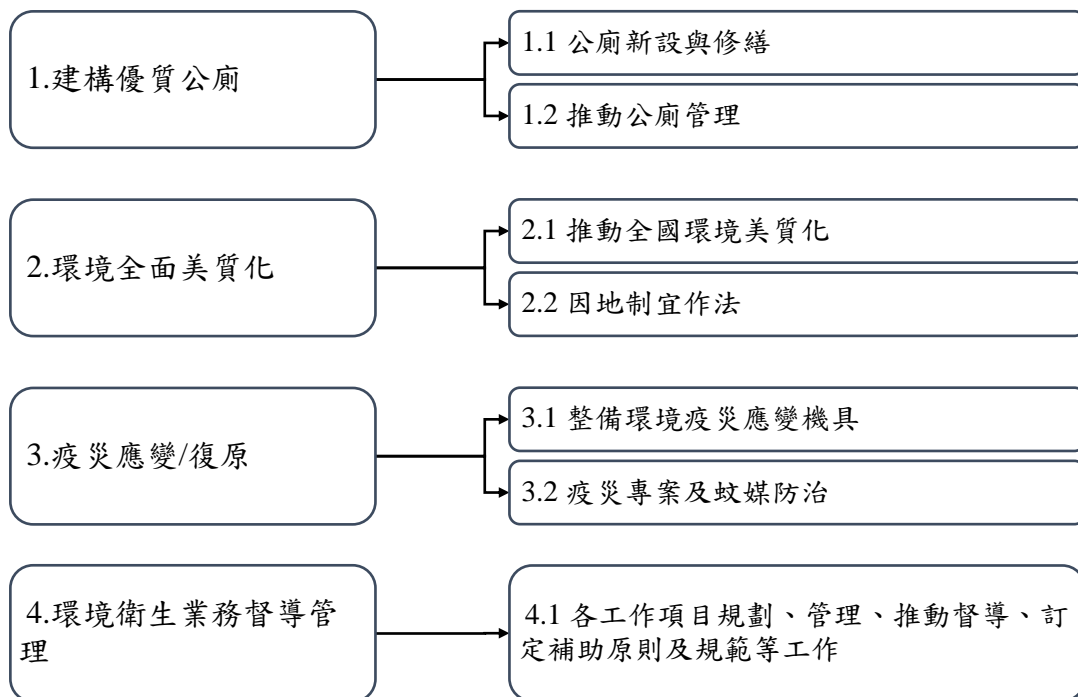 1.建構優質公廁
1.1 公廁新設與修繕
1.2 推動公廁管理
2.環境全面美質化
2.1 推動全國環境美質化
2.2 因地制宜作法
3.疫災應變/復原
3.1 整備環境疫災應變機具
3.2 疫災專案及蚊媒防治
4.環境衛生業務督導管
理
4.1 各工作項目規劃、管理、推動督導、訂
定補助原則及規範等工作